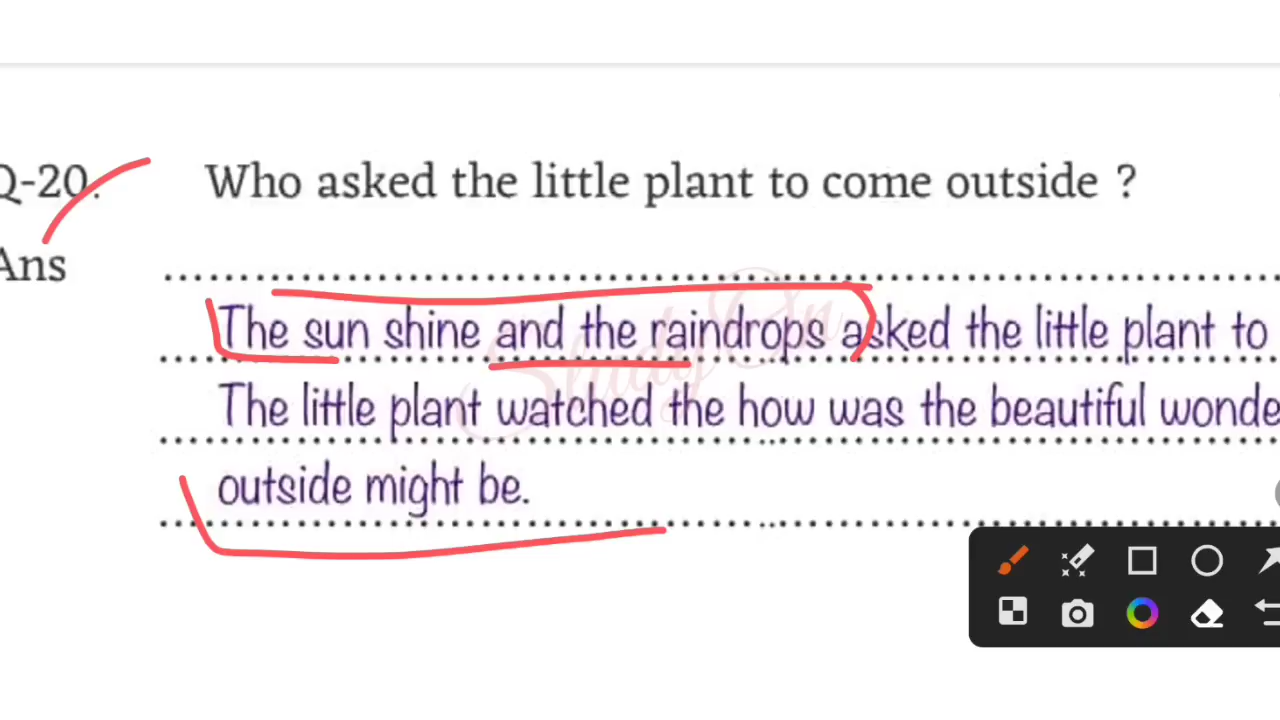 Q-20. Who asked the little plant to come outside ?
Ans
The sun shine and the raindrops asked the little plant to
The little plant watched the how was the beautiful wonde
outside might be.